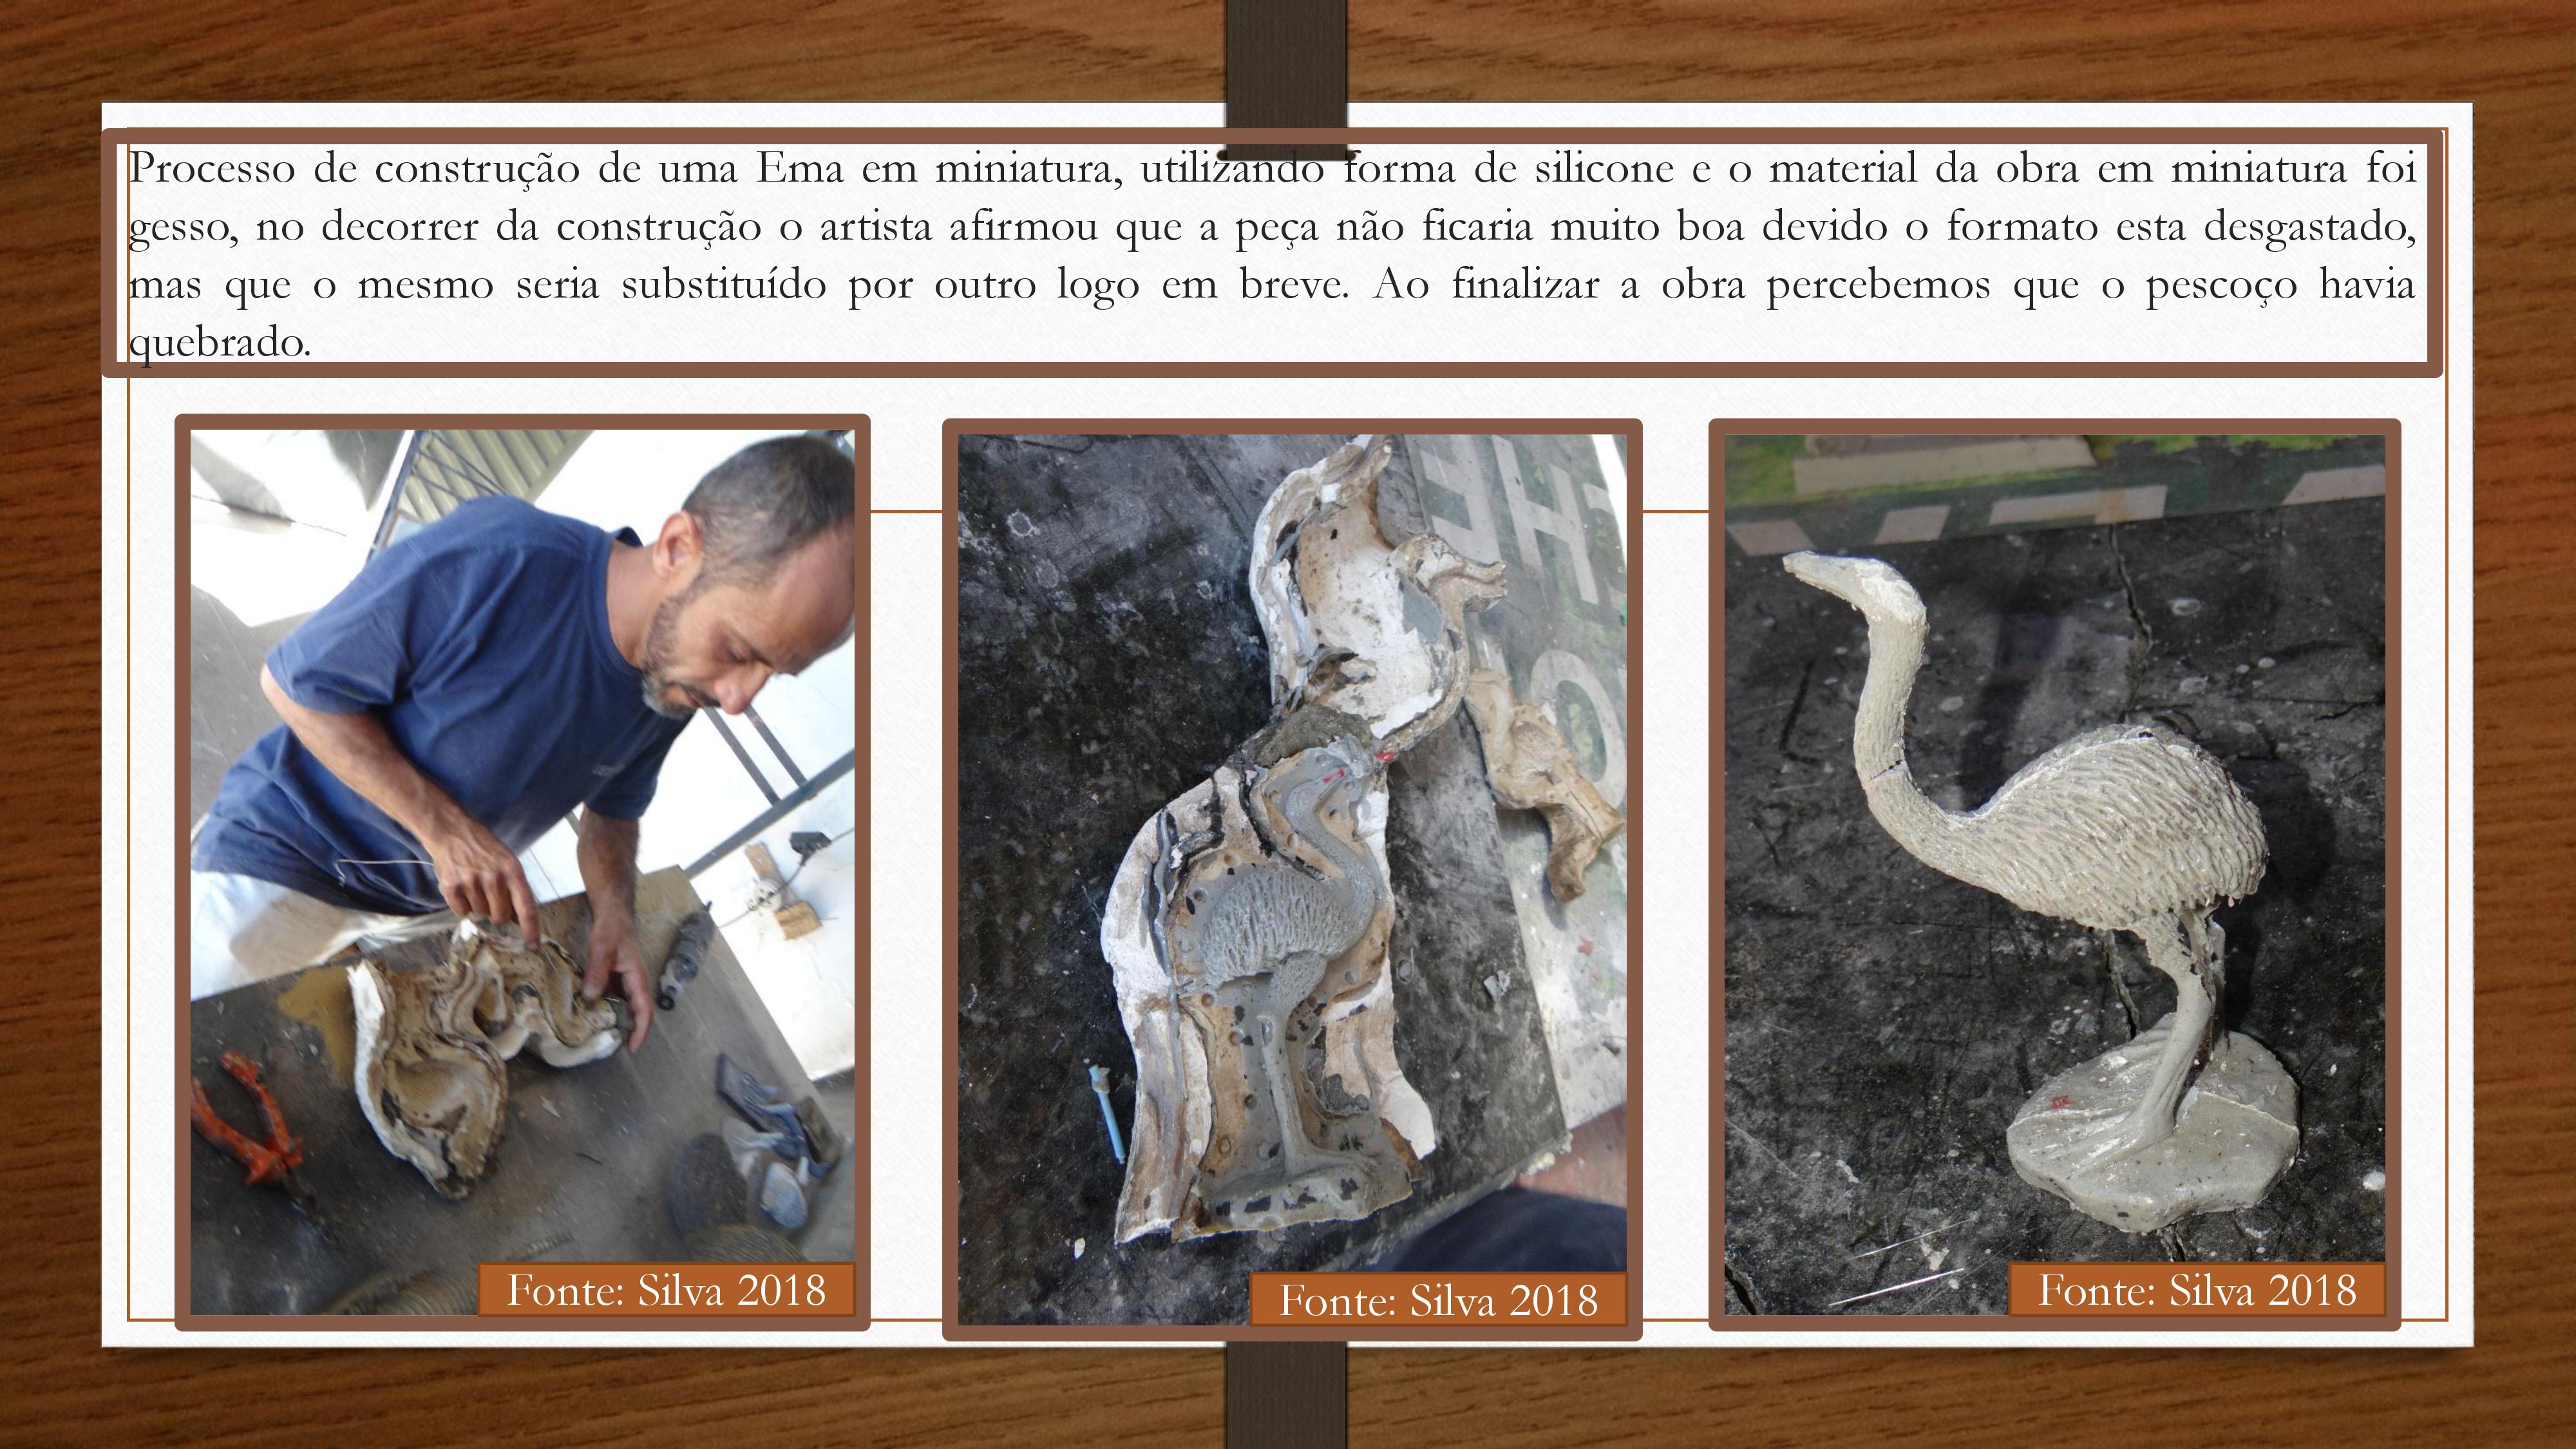 Processo de construção de uma Ema em miniatura, utilizando forma de silicone e o material da obra em miniatura foi
gesso, no decorrer da construção o artista afirmou que a peça não ficaria muito boa devido o formato esta desgastado,
mas que o mesmo seria substituído por outro logo em breve. Ao finalizar a obra percebemos que o pescoço havia
quebrado.
Fonte: Silva 2018
Fonte: Silva 2018
Fonte: Silva 2018